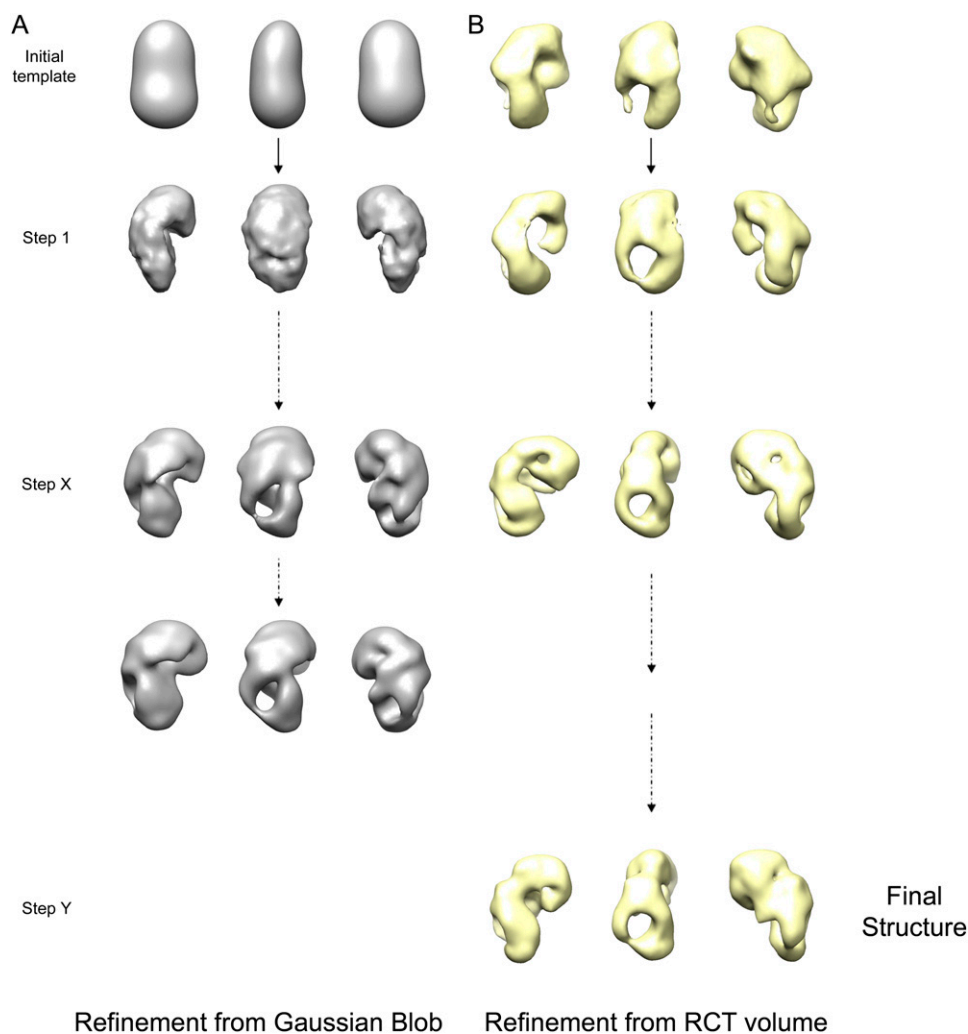 A
B
Initial
template
Step 1
Step X
Step Y
Final
Structure
Refinement from Gaussian Blob
Refinement from RCT volume